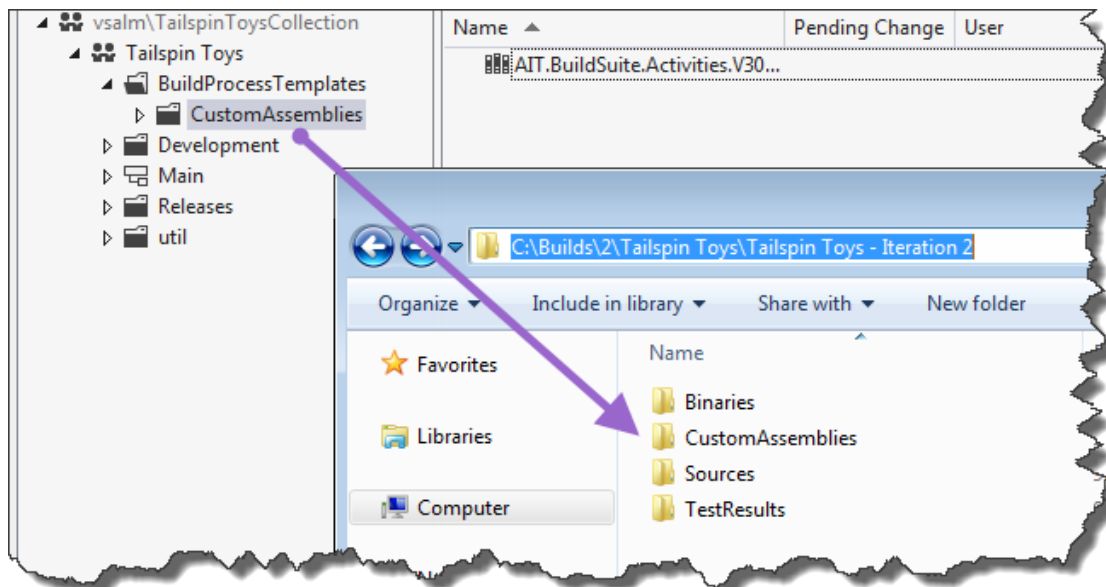 vsalm\TailspinToysCollection
Tailspin Toys
BuildProcessTemplates
CustomAssemblies
Development
Main
Releases
util
Name Pending Change User
AIT.BuildSuite.Activities.V30...
C:\Builds\2\Tailspin Toys\Tailspin Toys - Iteration 2
Organize Include in library Share with New folder
Favorites
Libraries
Computer
Name
Binaries
CustomAssemblies
Sources
TestResults